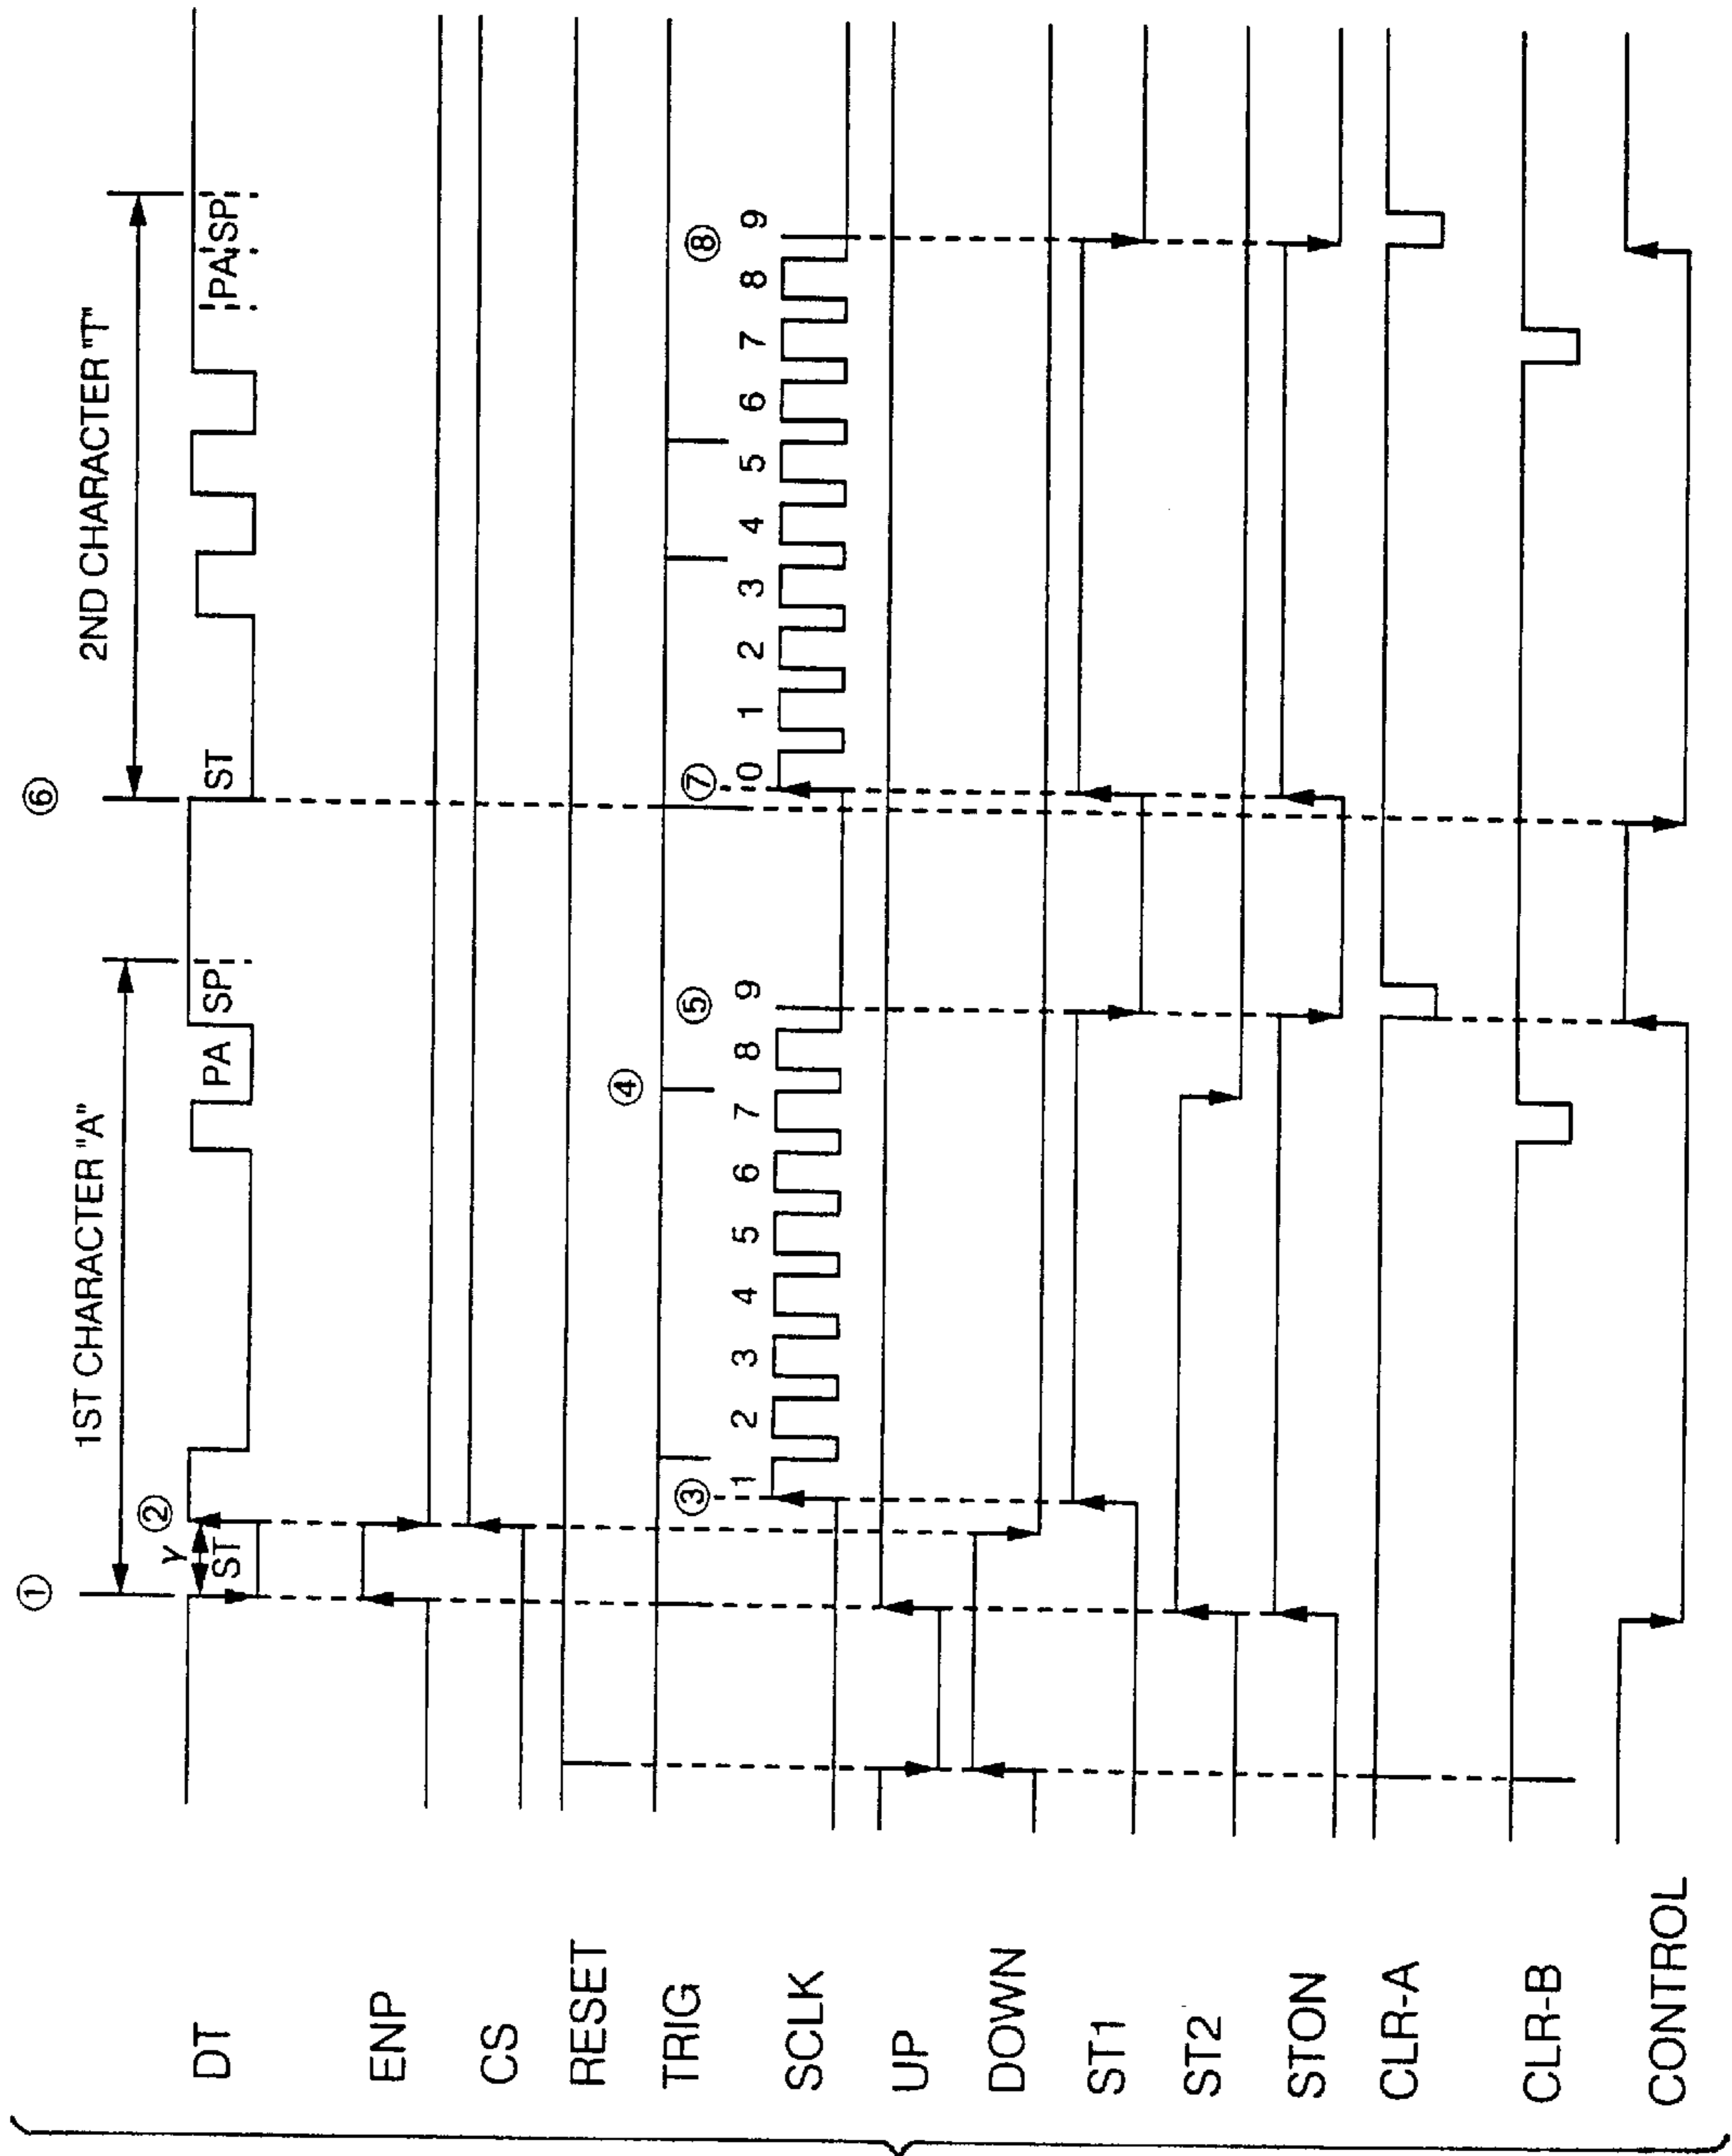 ① ② ⑥
1ST CHARACTER "A" 2ND CHARACTER "T"
γ
DT ST PA SP ST PA SP
ENP
CS
RESET
TRIG ④
③ ⑤ ⑦ ⑧
SCLK 1 2 3 4 5 6 7 8 9 0 1 2 3 4 5 6 7 8 9
UP
DOWN
ST1
ST2
STON
CLR-A
CLR-B
CONTROL